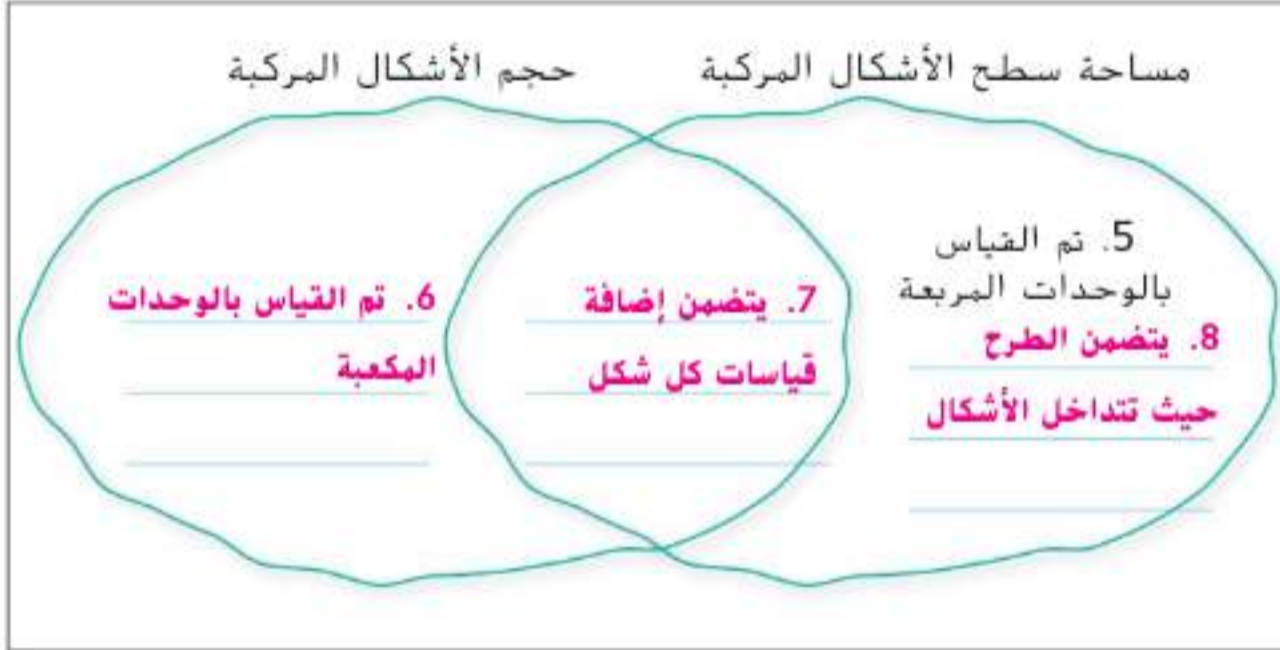 مساحة سطح الأشكال المركبة
حجم الأشكال المركبة
5. تم القياس
بالوحدات المربعة
8. يتضمن الطرح
حيث تتداخل الأشكال
7. يتضمن إضافة
قياسات كل شكل
6. تم القياس بالوحدات
المكعبة